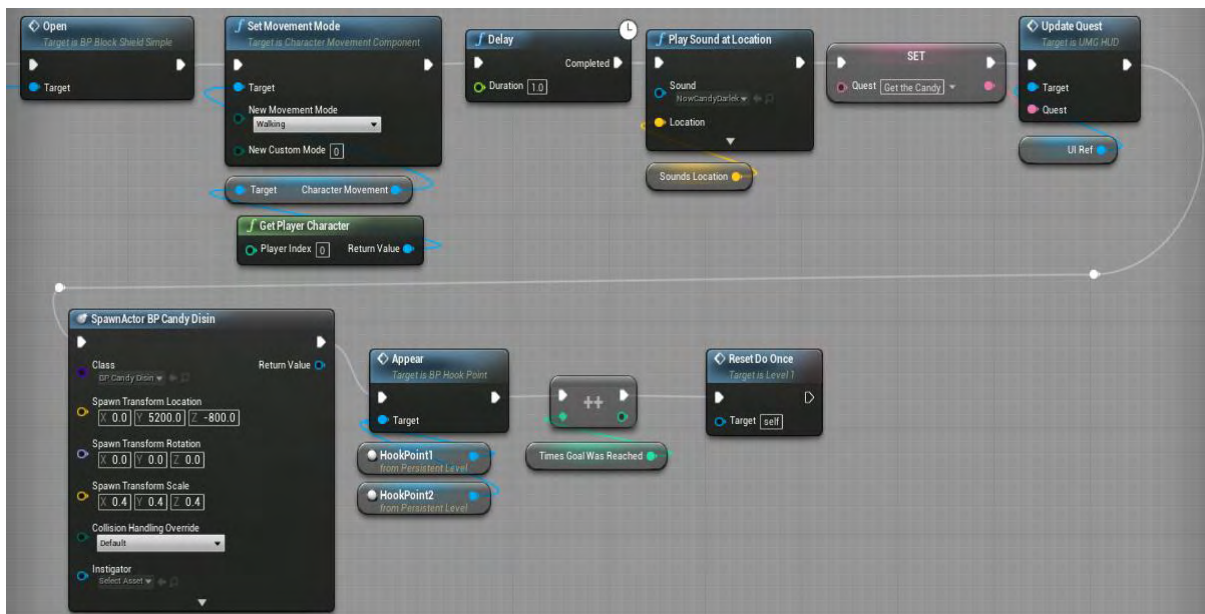 Open
Target is BP Block Shield Simple
Target
Set Movement Mode
Target is Character Movement Component
Target
New Movement Mode
Walking
New Custom Mode 0
Target Character Movement
Get Player Character
Player Index 0 Return Value
Delay
Completed
Duration 1.0
Play Sound at Location
Sound
NowCandyDarlek
Location
Sounds Location
SET
Quest Get the Candy
Update Quest
Target is UMG HUD
Target
Quest
UI Ref
SpawnActor BP Candy Disin
Class Return Value
BP Candy Disin
Spawn Transform Location
X 0.0 Y 5200.0 Z -800.0
Spawn Transform Rotation
X 0.0 Y 0.0 Z 0.0
Spawn Transform Scale
X 0.4 Y 0.4 Z 0.4
Collision Handling Override
Default
Instigator
Select Asset
Appear
Target is BP Hook Point
Target
HookPoint1
from Persistent Level
HookPoint2
from Persistent Level
++
Times Goal Was Reached
Reset Do Once
Target is Level 1
Target self